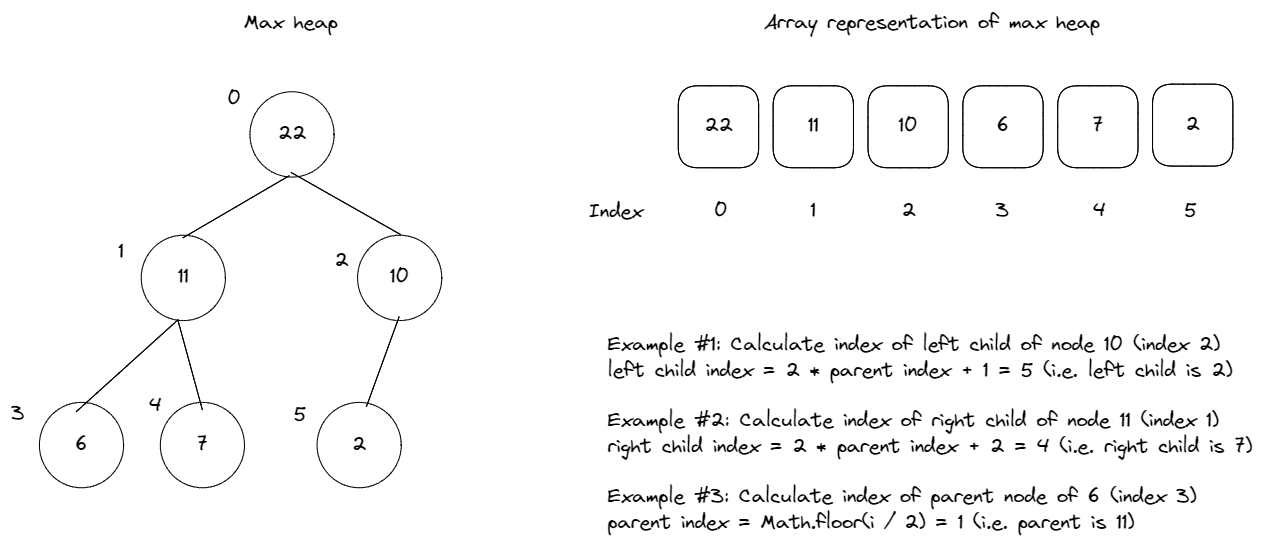 Max heap
0
22
1
11
2
10
3
6
4
7
5
2
Array representation of max heap
22 11 10 6 7 2
Index 0 1 2 3 4 5
Example #1: Calculate index of left child of node 10 (index 2)
left child index = 2 * parent index + 1 = 5 (i.e. left child is 2)
Example #2: Calculate index of right child of node 11 (index 1)
right child index = 2 * parent index + 2 = 4 (i.e. right child is 7)
Example #3: Calculate index of parent node of 6 (index 3)
parent index = Math.floor(i / 2) = 1 (i.e. parent is 11)